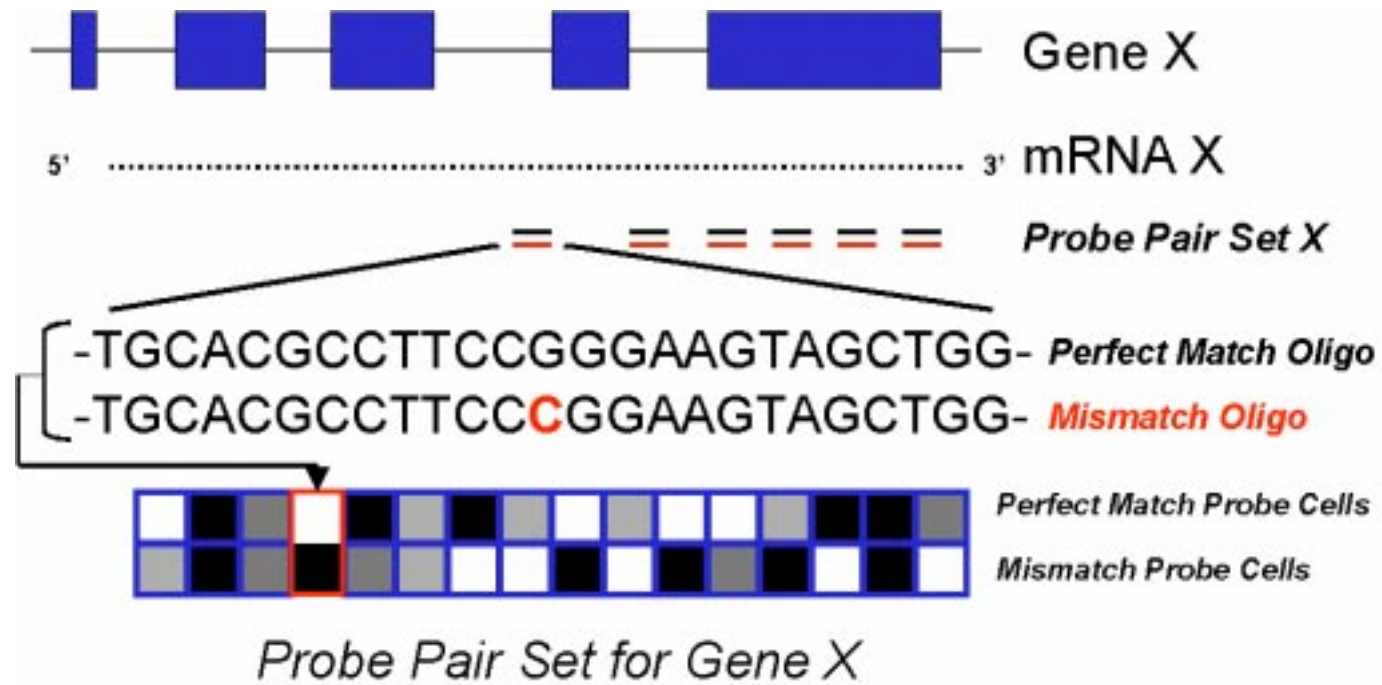 Gene X
5' 3' mRNA X
Probe Pair Set X
-TGCACGCCTTCCGGGAAGTAGCTGG- Perfect Match Oligo
-TGCACGCCTTCCCGGAAGTAGCTGG- Mismatch Oligo
Perfect Match Probe Cells
Mismatch Probe Cells
Probe Pair Set for Gene X